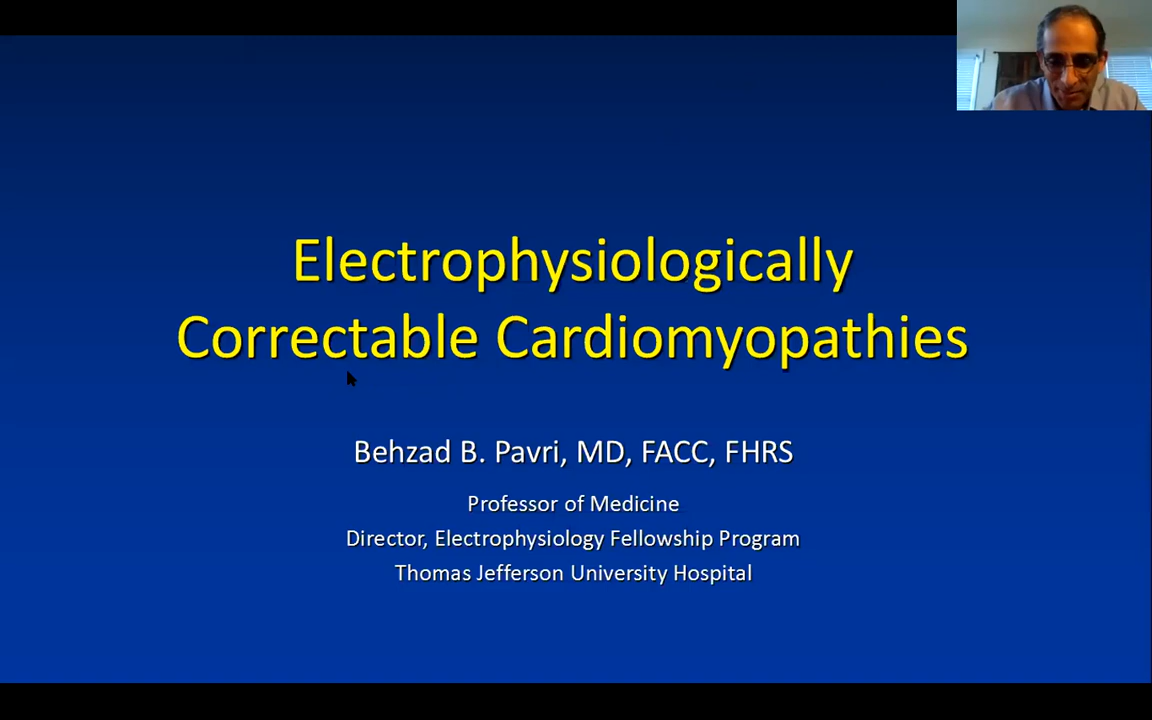 Electrophysiologically
Correctable Cardiomyopathies
Behzad B. Pavri, MD, FACC, FHRS
Professor of Medicine
Director, Electrophysiology Fellowship Program
Thomas Jefferson University Hospital